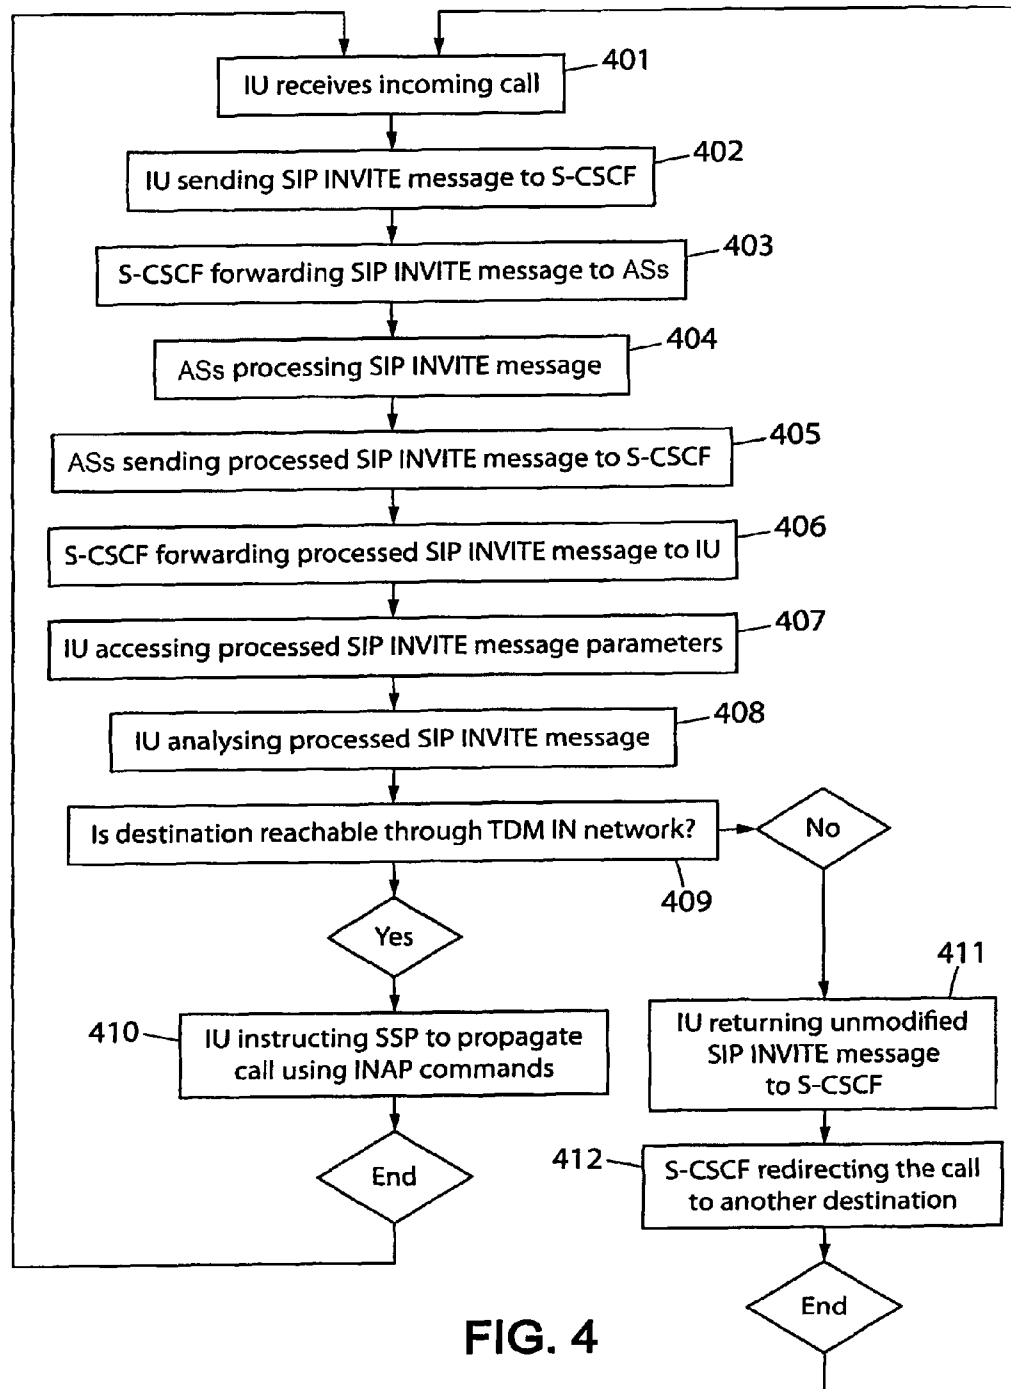 IU receives incoming call
401
IU sending SIP INVITE message to S-CSCF
402
S-CSCF forwarding SIP INVITE message to ASs
403
ASs processing SIP INVITE message
404
ASs sending processed SIP INVITE message to S-CSCF
405
S-CSCF forwarding processed SIP INVITE message to IU
406
IU accessing processed SIP INVITE message parameters
407
IU analysing processed SIP INVITE message
408
Is destination reachable through TDM IN network?
409
No
Yes
410
IU instructing SSP to propagate
call using INAP commands
End
411
IU returning unmodified
SIP INVITE message
to S-CSCF
412
S-CSCF redirecting the call
to another destination
End
FIG. 4